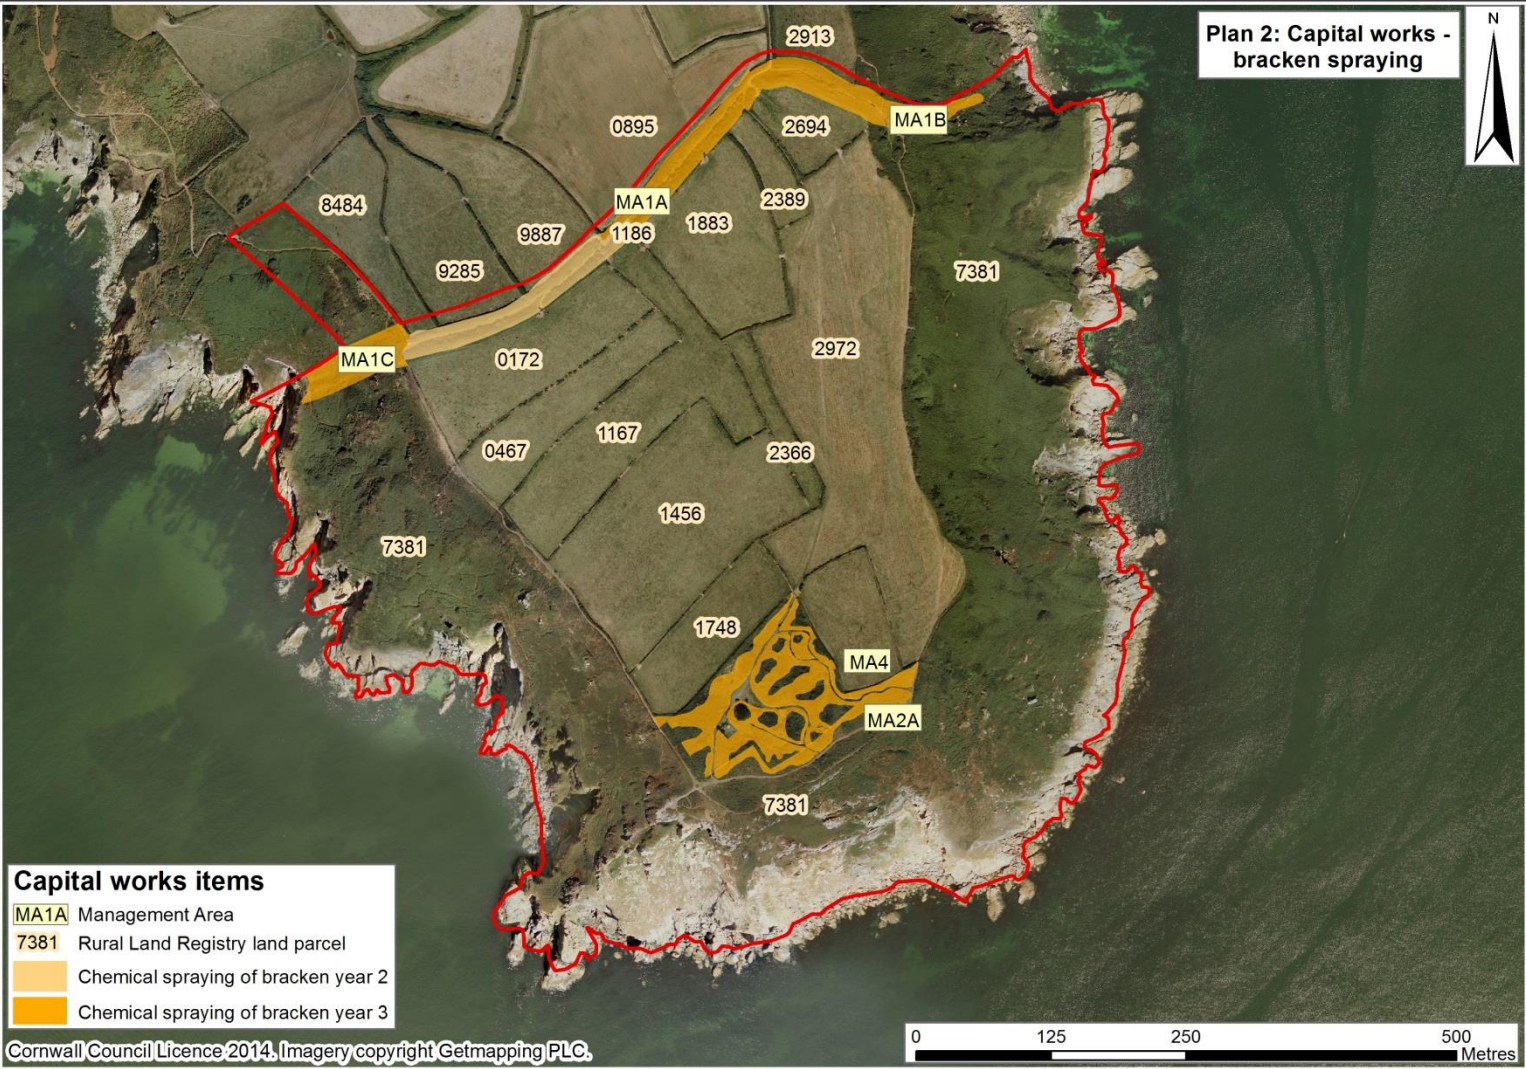 Plan 2: Capital works -
bracken spraying
N
2913
0895
2694
MA1B
8484
MA1A
2389
1883
9887
1186
9285
7381
2972
MA1C
0172
0467
1167
2366
1456
7381
1748
MA4
MA2A
7381
Capital works items
MA1A Management Area
7381 Rural Land Registry land parcel
Chemical spraying of bracken year 2
Chemical spraying of bracken year 3
Cornwall Council Licence 2014. Imagery copyright Getmapping PLC.
0 125 250 500
Metres